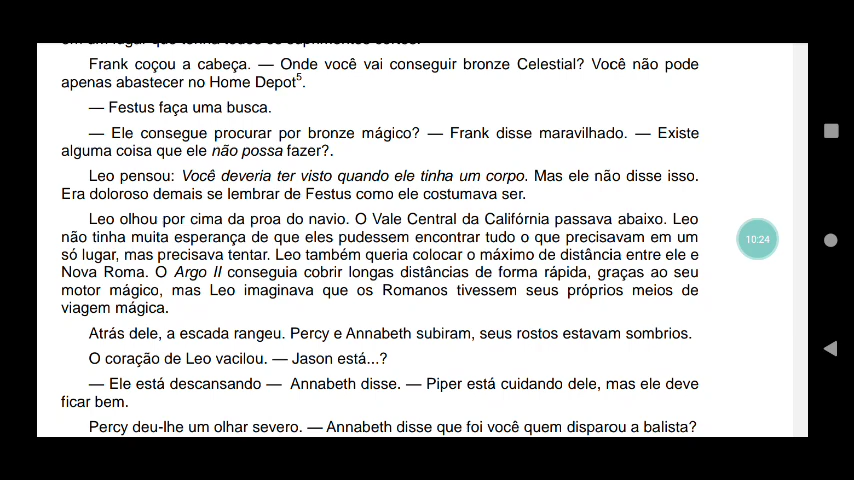 Frank coçou a cabeça. — Onde você vai conseguir bronze Celestial? Você não pode
apenas abastecer no Home Depot⁵.
— Festus faça uma busca.
— Ele consegue procurar por bronze mágico? — Frank disse maravilhado. — Existe
alguma coisa que ele não possa fazer?.
Leo pensou: Você deveria ter visto quando ele tinha um corpo. Mas ele não disse isso.
Era doloroso demais se lembrar de Festus como ele costumava ser.
Leo olhou por cima da proa do navio. O Vale Central da Califórnia passava abaixo. Leo
não tinha muita esperança de que eles pudessem encontrar tudo o que precisavam em um
só lugar, mas precisava tentar. Leo também queria colocar o máximo de distância entre ele e
Nova Roma. O Argo II conseguia cobrir longas distâncias de forma rápida, graças ao seu
motor mágico, mas Leo imaginava que os Romanos tivessem seus próprios meios de
viagem mágica.
Atrás dele, a escada rangeu. Percy e Annabeth subiram, seus rostos estavam sombrios.
O coração de Leo vacilou. — Jason está...?
— Ele está descansando — Annabeth disse. — Piper está cuidando dele, mas ele deve
ficar bem.
Percy deu-lhe um olhar severo. — Annabeth disse que foi você quem disparou a balista?
10:24